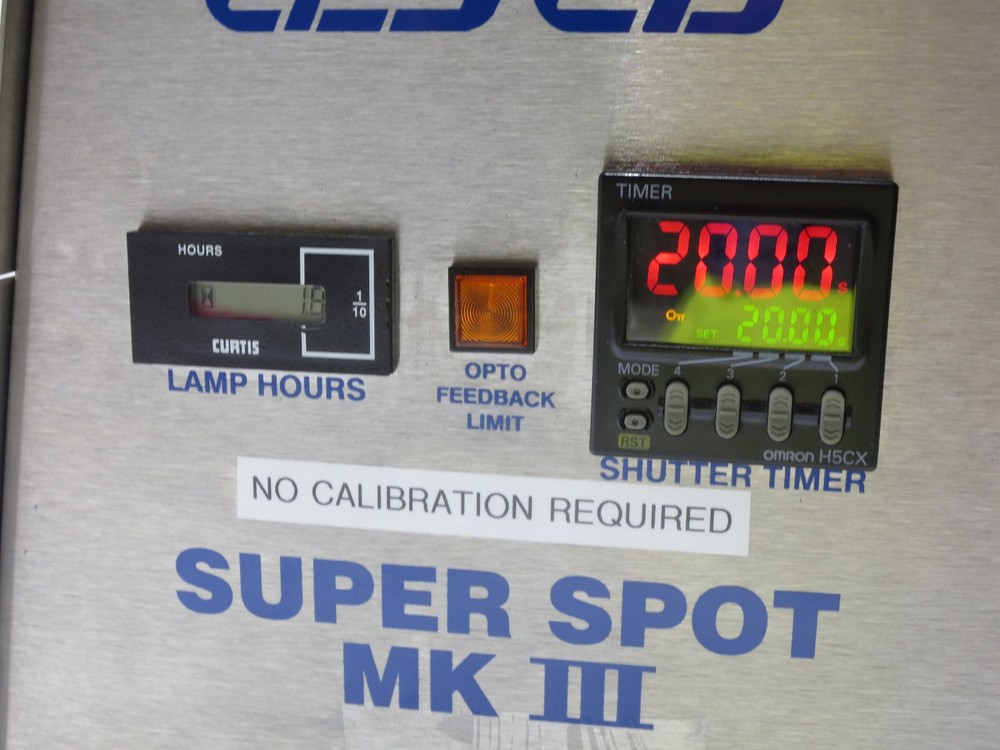 TIMER
HOURS
20.00 s
18
1
10
SET 20.00
CURTIS
LAMP HOURS
OPTO
FEEDBACK
LIMIT
MODE 4 3 2 1
RST
OMRON H5CX
SHUTTER TIMER
NO CALIBRATION REQUIRED
SUPER SPOT
MK III